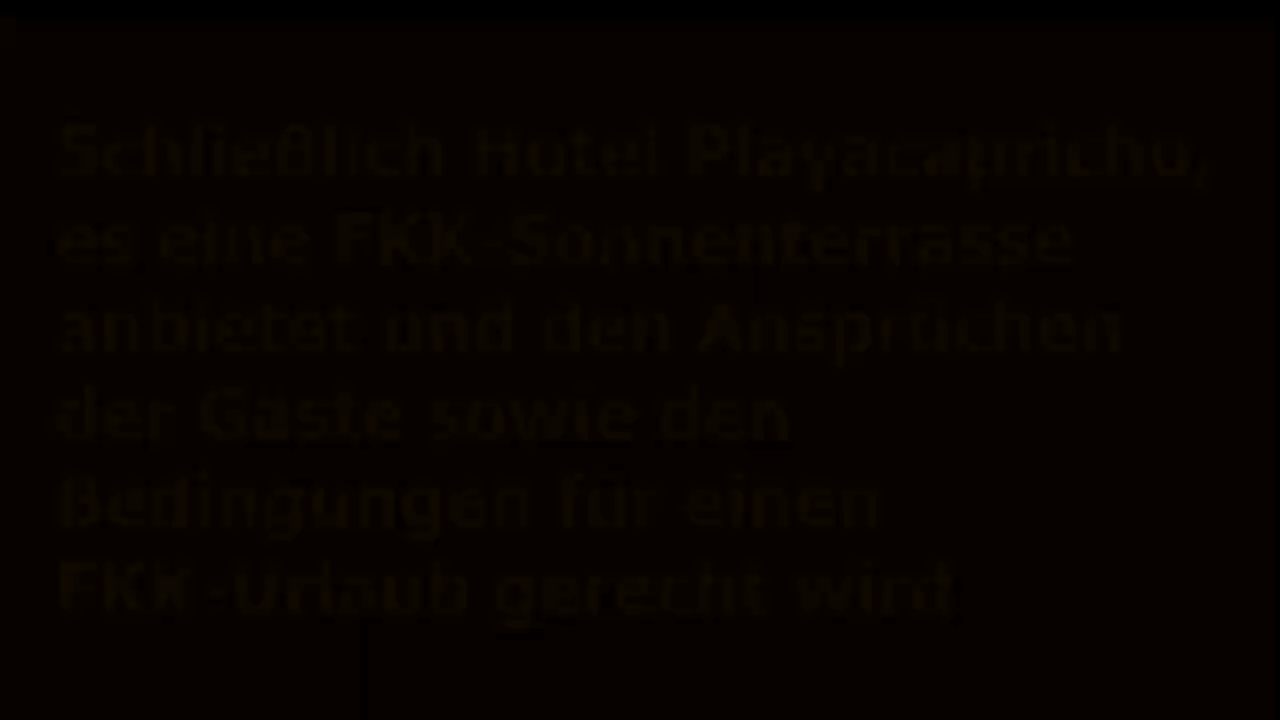 Schließlich Hotel Playacapricho,
es eine FKK-Sonnenterrasse
anbietet und den Ansprüchen
der Gäste sowie den
Bedingungen für einen
FKK-Urlaub gerecht wird